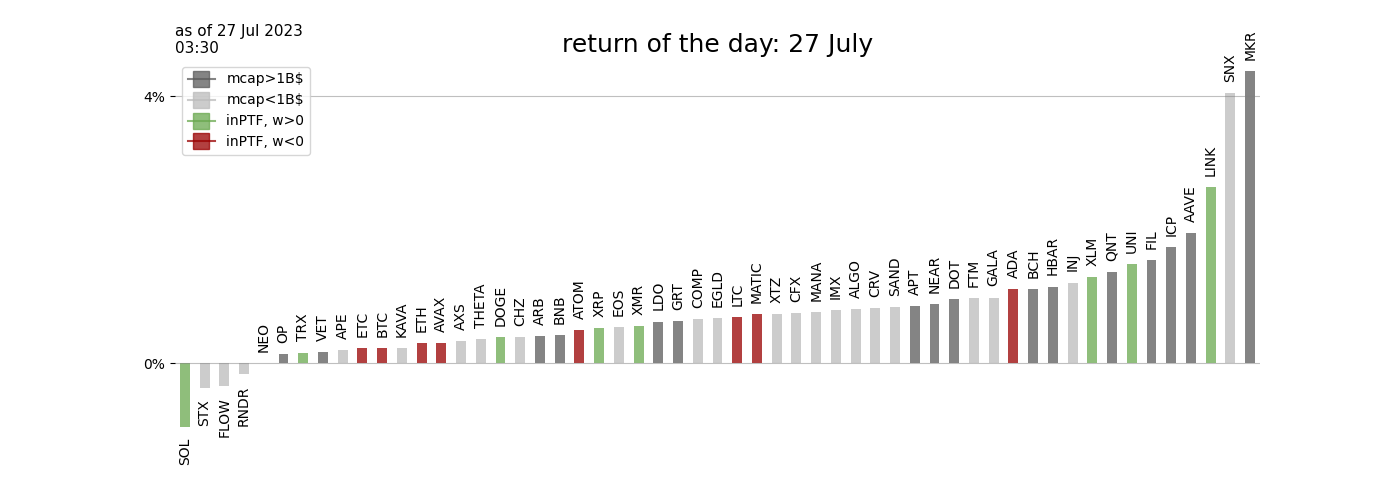 as of 27 Jul 2023
03:30
return of the day: 27 July
mcap>1B$
mcap<1B$
inPTF, w>0
inPTF, w<0
4%
0%
SOL
STX
FLOW
RNDR
NEO
OP
TRX
VET
APE
ETC
BTC
KAVA
ETH
AVAX
AXS
THETA
DOGE
CHZ
ARB
BNB
ATOM
XRP
EOS
XMR
LDO
GRT
COMP
EGLD
LTC
MATIC
XTZ
CFX
MANA
IMX
ALGO
CRV
SAND
APT
NEAR
DOT
FTM
GALA
ADA
BCH
HBAR
INJ
XLM
QNT
UNI
FIL
ICP
AAVE
LINK
SNX
MKR